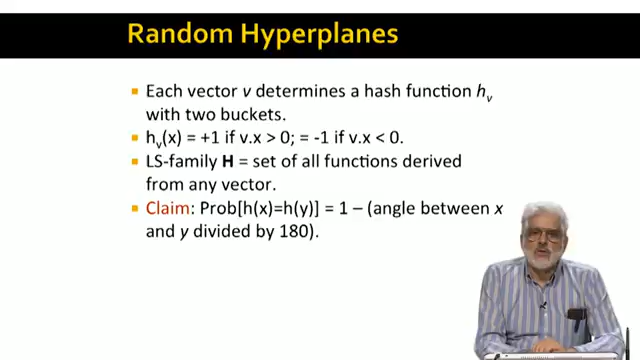 Random Hyperplanes
▪ Each vector v determines a hash function hᵥ
with two buckets.
▪ hᵥ(x) = +1 if v.x > 0; = -1 if v.x < 0.
▪ LS-family H = set of all functions derived
from any vector.
▪ Claim: Prob[h(x)=h(y)] = 1 – (angle between x
and y divided by 180).